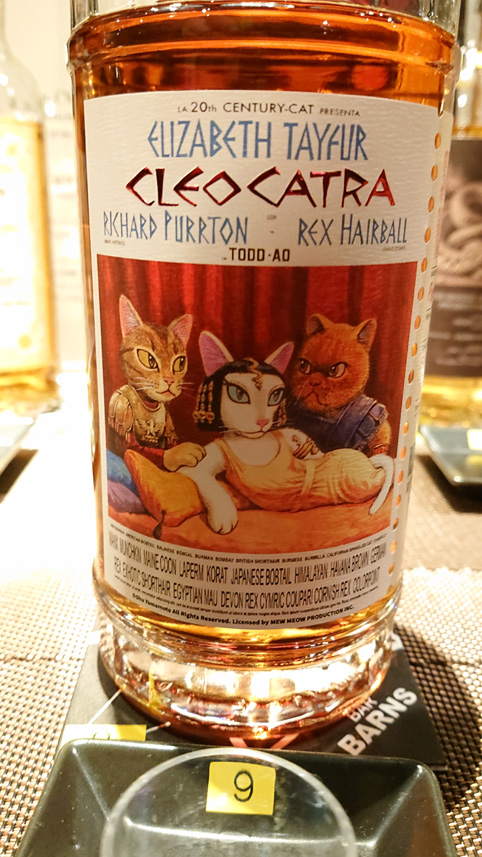 LA 20th CENTURY-CAT PRESENTA
ELIZABETH TAYFUR
CLEOCATRA
RICHARD PURRTON - REX HAIRBALL
TODD-AO
MANX MUNCHKIN MAINE COON LAPERM KORAT JAPANESE BOBTAIL HIMALAYAN HAVANA BROWN GERMAN
REX EXOTIC SHORTHAIR EGYPTIAN MAU DEVON REX CYMRIC COUPARI CORNISH REX COLORPOINT
Yamamoto All Rights Reserved. Licensed by MEW MEOW PRODUCTION INC.
BAR
BARNS
9